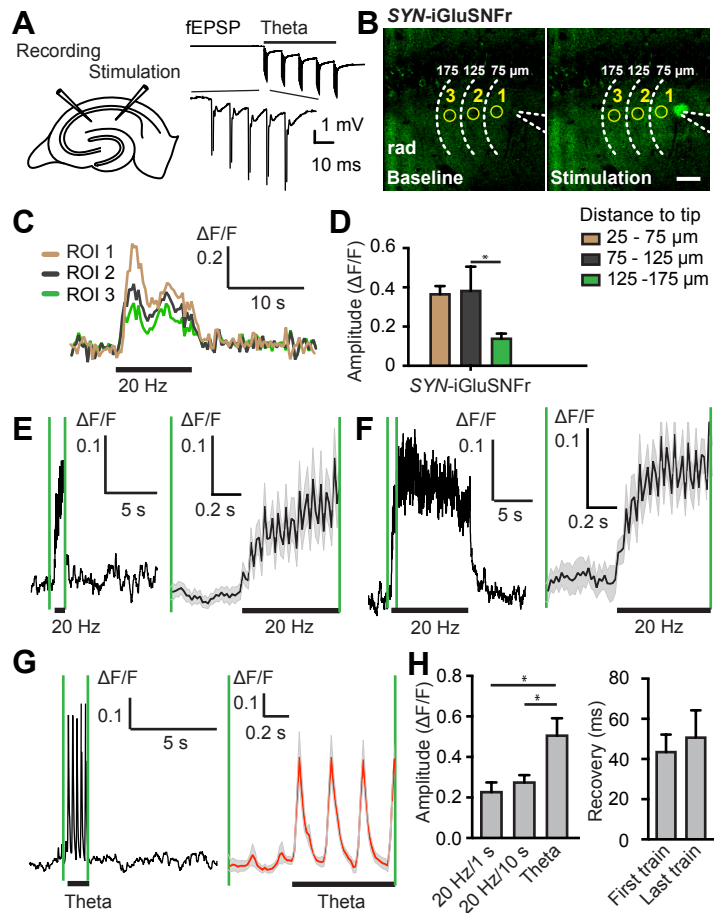 A
Recording
Stimulation
fEPSP
Theta
1 mV
10 ms
B
SYN-iGluSNFr
175 125 75 µm
3 2 1
rad
Baseline
175 125 75 µm
3 2 1
Stimulation
C
ROI 1
ROI 2
ROI 3
ΔF/F
0.2
10 s
20 Hz
D
Amplitude (ΔF/F)
0.6
0.4
0.2
0
*
SYN-iGluSNFr
Distance to tip
25 - 75 µm
75 - 125 µm
125 -175 µm
E
ΔF/F
0.1
5 s
20 Hz
ΔF/F
0.1
0.2 s
20 Hz
F
ΔF/F
0.1
5 s
20 Hz
ΔF/F
0.1
0.2 s
20 Hz
G
ΔF/F
0.1
5 s
Theta
ΔF/F
0.1
0.2 s
Theta
H
Amplitude (ΔF/F)
0.8
0.6
0.4
0.2
0.0
*
*
20 Hz/1 s
20 Hz/10 s
Theta
Recovery (ms)
80
60
40
20
0
First train
Last train